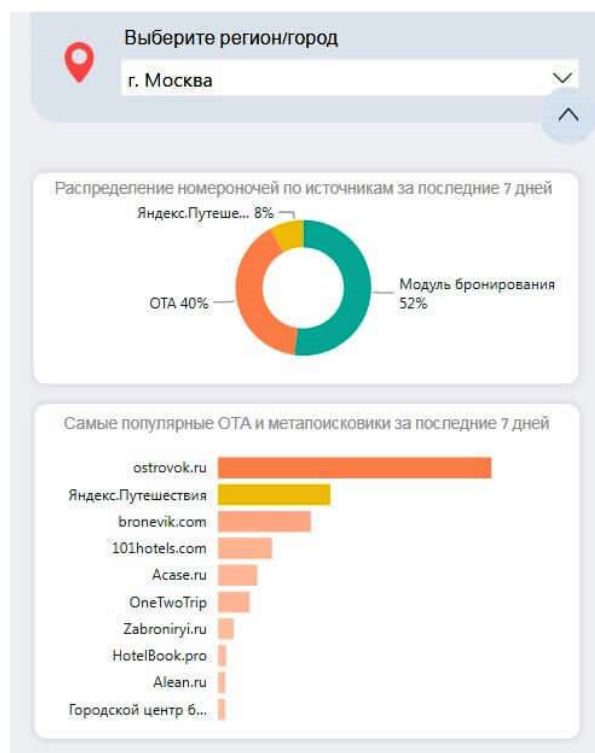 Выберите регион/город
г. Москва
Распределение номероночей по источникам за последние 7 дней
Яндекс.Путеше... 8%
ОТА 40%
Модуль бронирования
52%
Самые популярные ОТА и метапоисковики за последние 7 дней
ostrovok.ru
Яндекс.Путешествия
bronevik.com
101hotels.com
Acase.ru
OneTwoTrip
Zabroniryi.ru
HotelBook.pro
Alean.ru
Городской центр б...